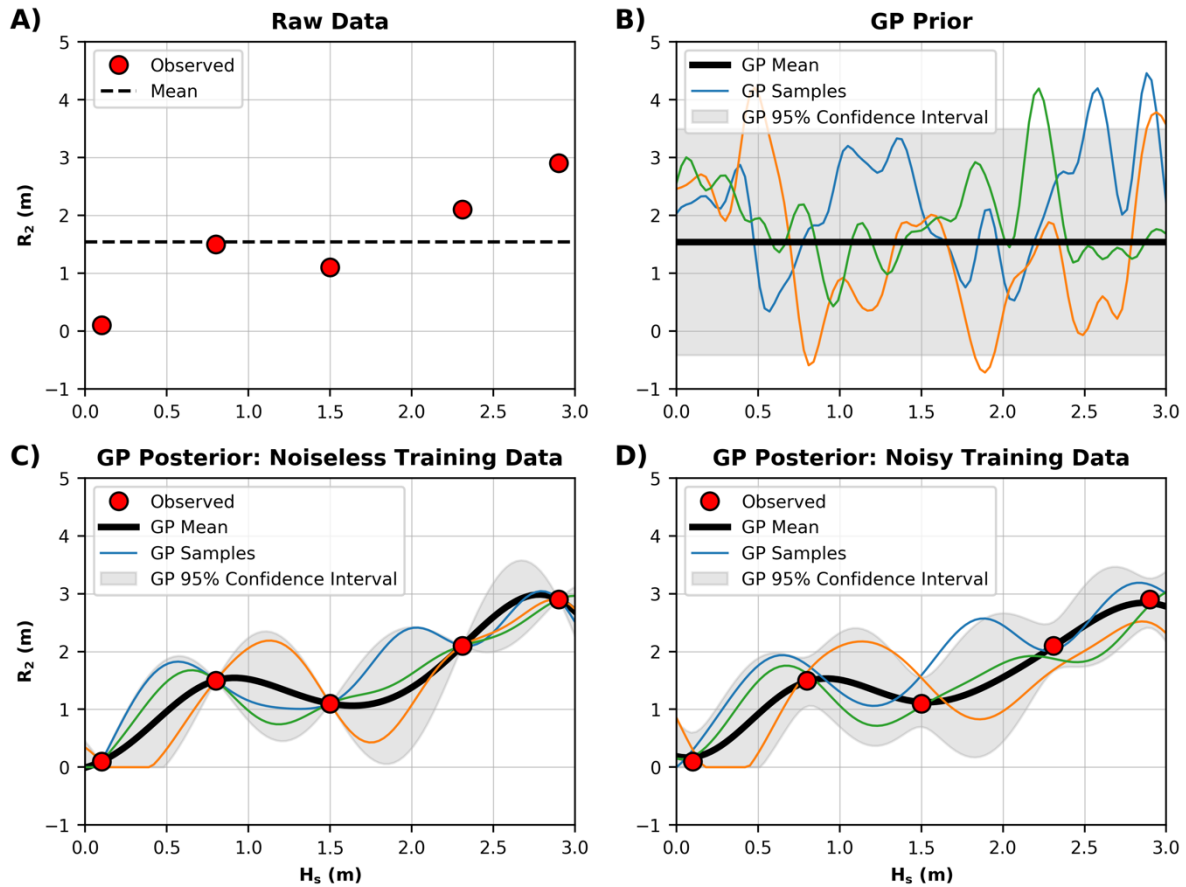 A)
Raw Data
5
4
3
2
1
0
−1
R2 (m)
Observed
Mean
0.0 0.5 1.0 1.5 2.0 2.5 3.0
B)
GP Prior
5
4
3
2
1
0
−1
GP Mean
GP Samples
GP 95% Confidence Interval
0.0 0.5 1.0 1.5 2.0 2.5 3.0
C)
GP Posterior: Noiseless Training Data
5
4
3
2
1
0
−1
R2 (m)
Observed
GP Mean
GP Samples
GP 95% Confidence Interval
0.0 0.5 1.0 1.5 2.0 2.5 3.0
Hs (m)
D)
GP Posterior: Noisy Training Data
5
4
3
2
1
0
−1
Observed
GP Mean
GP Samples
GP 95% Confidence Interval
0.0 0.5 1.0 1.5 2.0 2.5 3.0
Hs (m)